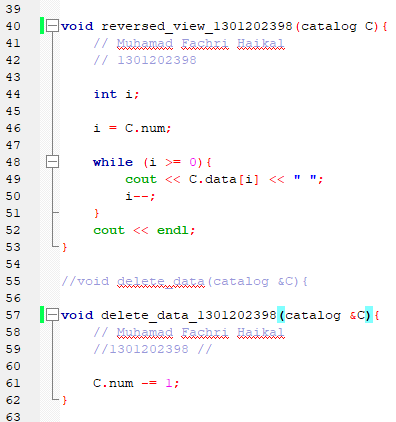 39
40 void reversed_view_1301202398(catalog C){
41 // Muhamad Fachri Haikal
42 // 1301202398
43
44 int i;
45
46 i = C.num;
47
48 while (i >= 0){
49 cout << C.data[i] << " ";
50 i--;
51 }
52 cout << endl;
53 }
54
55 //void delete_data(catalog &C){
56
57 void delete_data_1301202398(catalog &C){
58 // Muhamad Fachri Haikal
59 //1301202398 //
60
61 C.num -= 1;
62 }
63